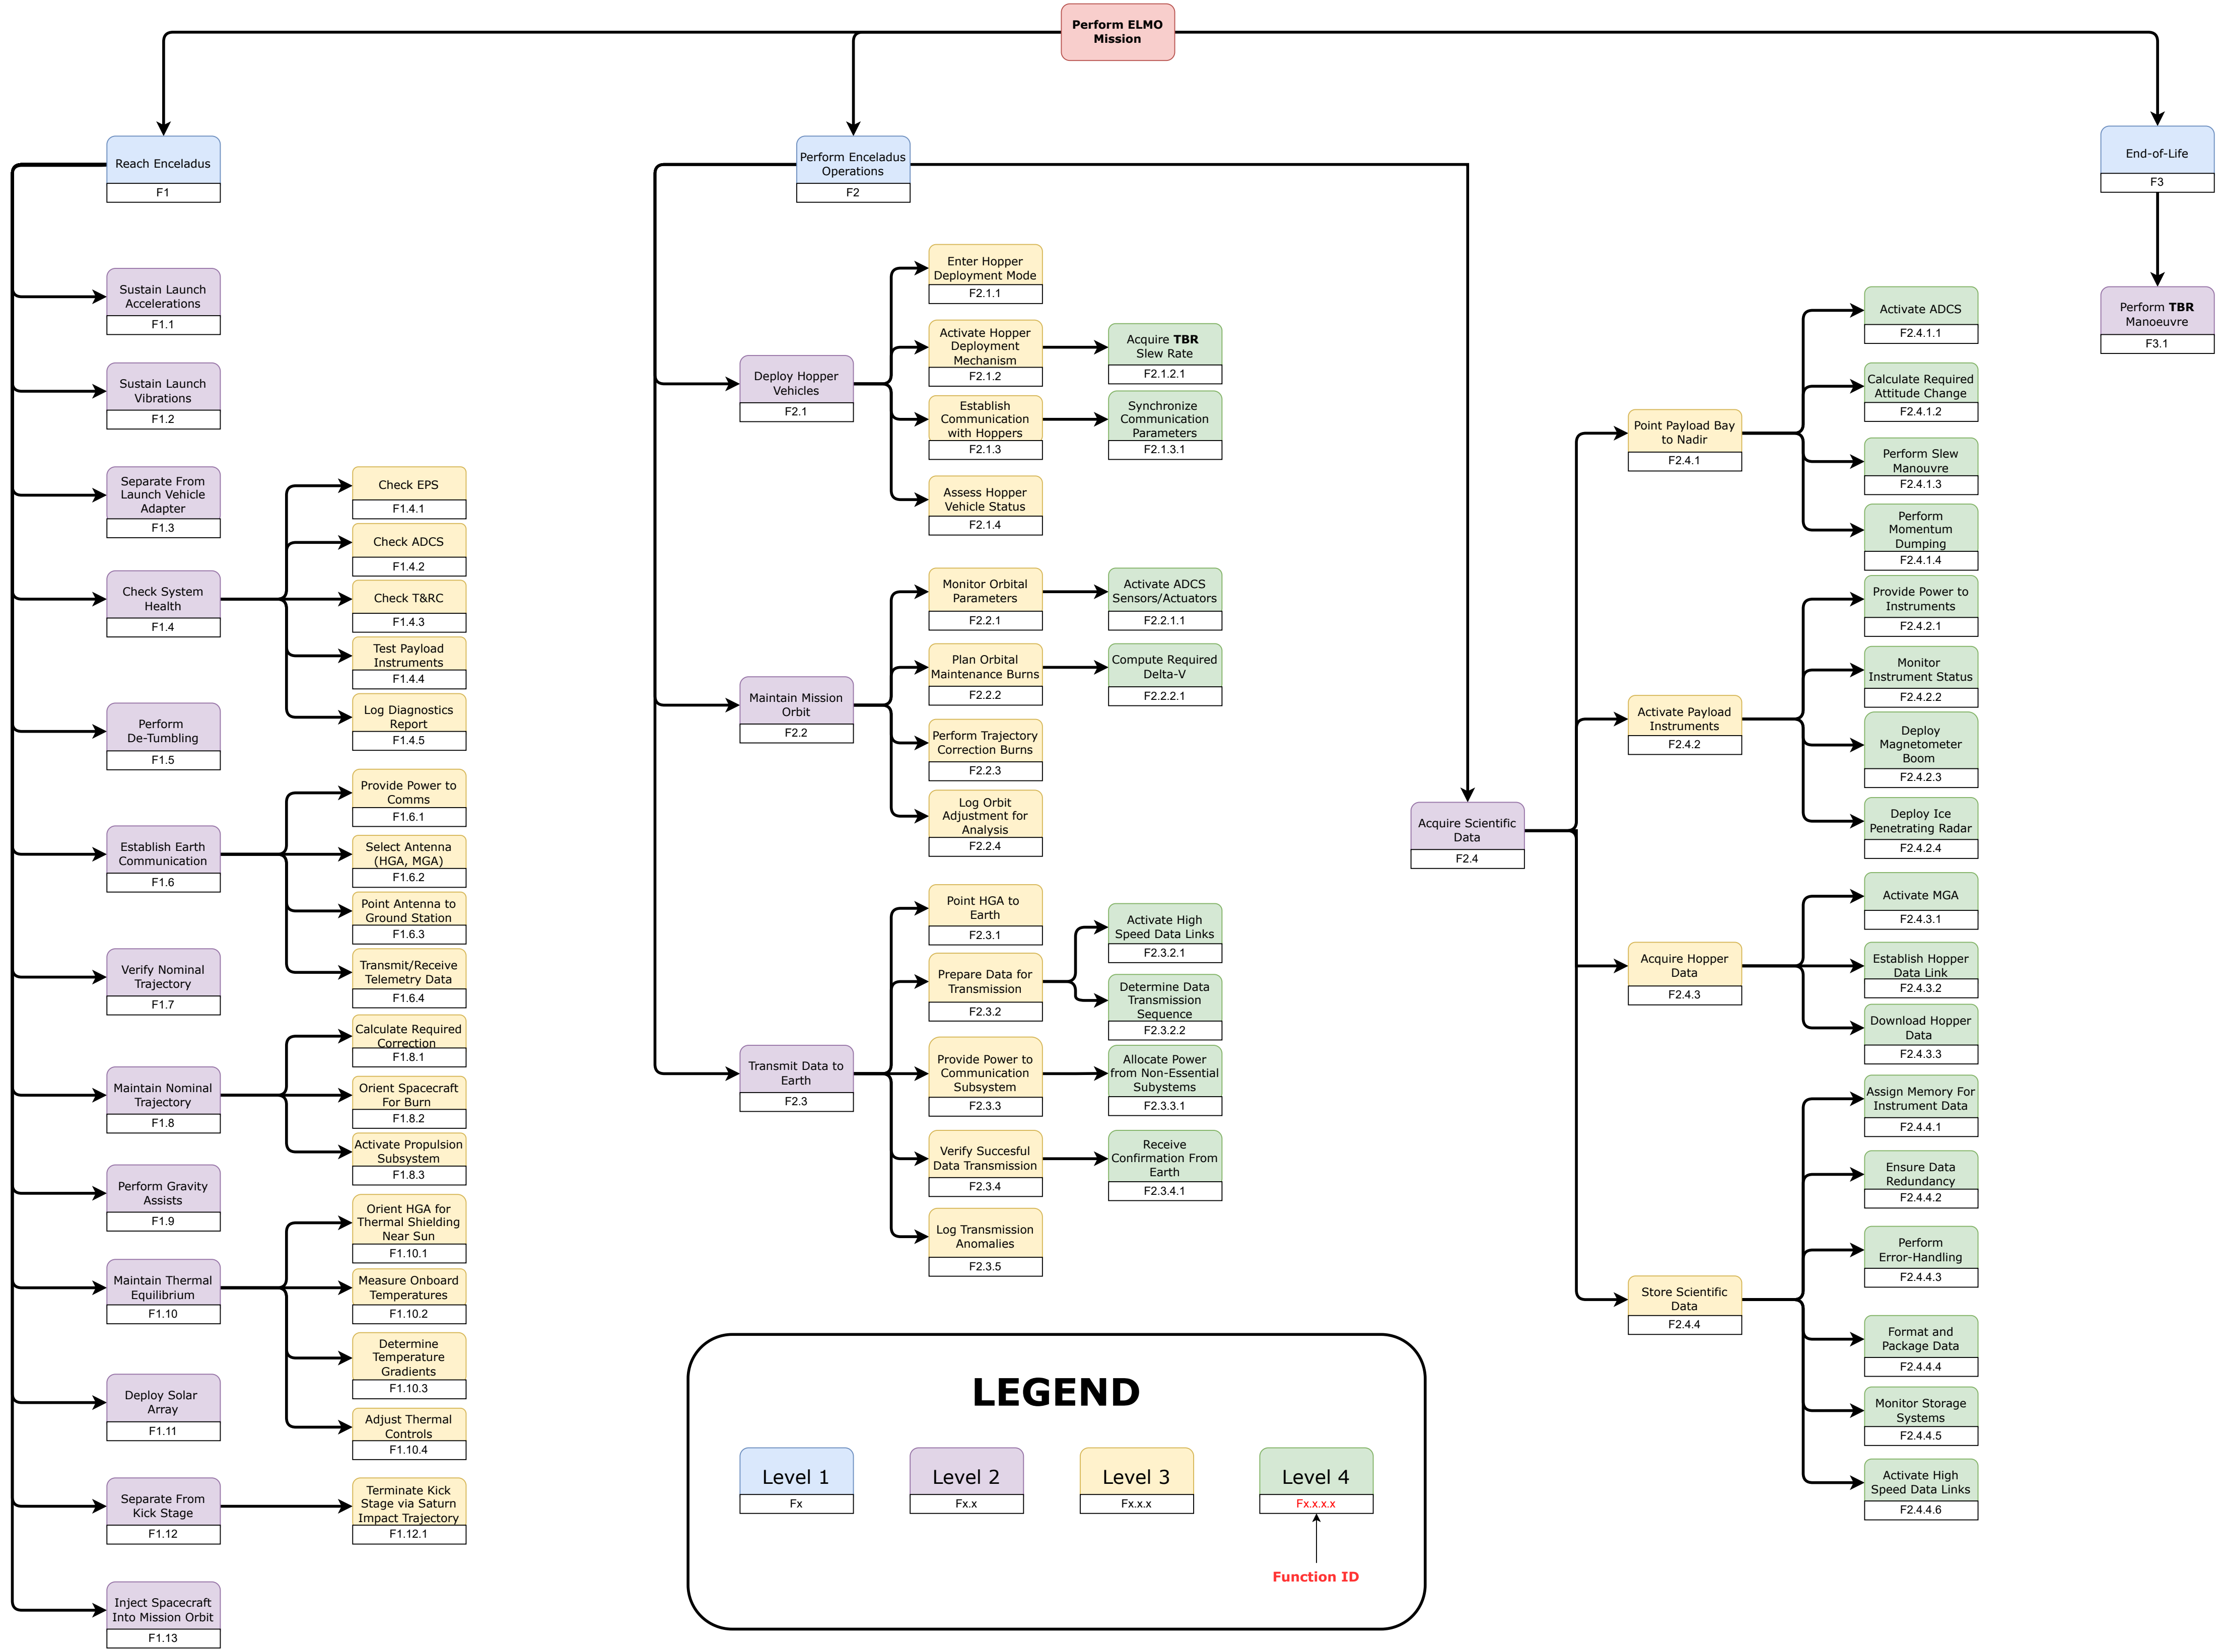 Perform ELMO
Mission
Reach Enceladus
F1
Sustain Launch
Accelerations
F1.1
Sustain Launch
Vibrations
F1.2
Separate From
Launch Vehicle
Adapter
F1.3
Check System
Health
F1.4
Check EPS
F1.4.1
Check ADCS
F1.4.2
Check T&RC
F1.4.3
Test Payload
Instruments
F1.4.4
Log Diagnostics
Report
F1.4.5
Perform
De-Tumbling
F1.5
Establish Earth
Communication
F1.6
Provide Power to
Comms
F1.6.1
Select Antenna
(HGA, MGA)
F1.6.2
Point Antenna to
Ground Station
F1.6.3
Transmit/Receive
Telemetry Data
F1.6.4
Verify Nominal
Trajectory
F1.7
Maintain Nominal
Trajectory
F1.8
Calculate Required
Correction
F1.8.1
Orient Spacecraft
For Burn
F1.8.2
Activate Propulsion
Subsystem
F1.8.3
Perform Gravity
Assists
F1.9
Maintain Thermal
Equilibrium
F1.10
Orient HGA for
Thermal Shielding
Near Sun
F1.10.1
Measure Onboard
Temperatures
F1.10.2
Determine
Temperature
Gradients
F1.10.3
Adjust Thermal
Controls
F1.10.4
Deploy Solar
Array
F1.11
Separate From
Kick Stage
F1.12
Terminate Kick
Stage via Saturn
Impact Trajectory
F1.12.1
Inject Spacecraft
Into Mission Orbit
F1.13
Perform Enceladus
Operations
F2
Deploy Hopper
Vehicles
F2.1
Enter Hopper
Deployment Mode
F2.1.1
Activate Hopper
Deployment
Mechanism
F2.1.2
Acquire TBR
Slew Rate
F2.1.2.1
Establish
Communication
with Hoppers
F2.1.3
Synchronize
Communication
Parameters
F2.1.3.1
Assess Hopper
Vehicle Status
F2.1.4
Maintain Mission
Orbit
F2.2
Monitor Orbital
Parameters
F2.2.1
Activate ADCS
Sensors/Actuators
F2.2.1.1
Plan Orbital
Maintenance Burns
F2.2.2
Compute Required
Delta-V
F2.2.2.1
Perform Trajectory
Correction Burns
F2.2.3
Log Orbit
Adjustment for
Analysis
F2.2.4
Transmit Data to
Earth
F2.3
Point HGA to
Earth
F2.3.1
Prepare Data for
Transmission
F2.3.2
Activate High
Speed Data Links
F2.3.2.1
Determine Data
Transmission
Sequence
F2.3.2.2
Provide Power to
Communication
Subsystem
F2.3.3
Allocate Power
from Non-Essential
Subystems
F2.3.3.1
Verify Succesful
Data Transmission
F2.3.4
Receive
Confirmation From
Earth
F2.3.4.1
Log Transmission
Anomalies
F2.3.5
Acquire Scientific
Data
F2.4
Point Payload Bay
to Nadir
F2.4.1
Activate ADCS
F2.4.1.1
Calculate Required
Attitude Change
F2.4.1.2
Perform Slew
Manouvre
F2.4.1.3
Perform
Momentum
Dumping
F2.4.1.4
Activate Payload
Instruments
F2.4.2
Provide Power to
Instruments
F2.4.2.1
Monitor
Instrument Status
F2.4.2.2
Deploy
Magnetometer
Boom
F2.4.2.3
Deploy Ice
Penetrating Radar
F2.4.2.4
Acquire Hopper
Data
F2.4.3
Activate MGA
F2.4.3.1
Establish Hopper
Data Link
F2.4.3.2
Download Hopper
Data
F2.4.3.3
Store Scientific
Data
F2.4.4
Assign Memory For
Instrument Data
F2.4.4.1
Ensure Data
Redundancy
F2.4.4.2
Perform
Error-Handling
F2.4.4.3
Format and
Package Data
F2.4.4.4
Monitor Storage
Systems
F2.4.4.5
Activate High
Speed Data Links
F2.4.4.6
End-of-Life
F3
Perform TBR
Manoeuvre
F3.1
LEGEND
Level 1
Fx
Level 2
Fx.x
Level 3
Fx.x.x
Level 4
Fx.x.x.x
Function ID